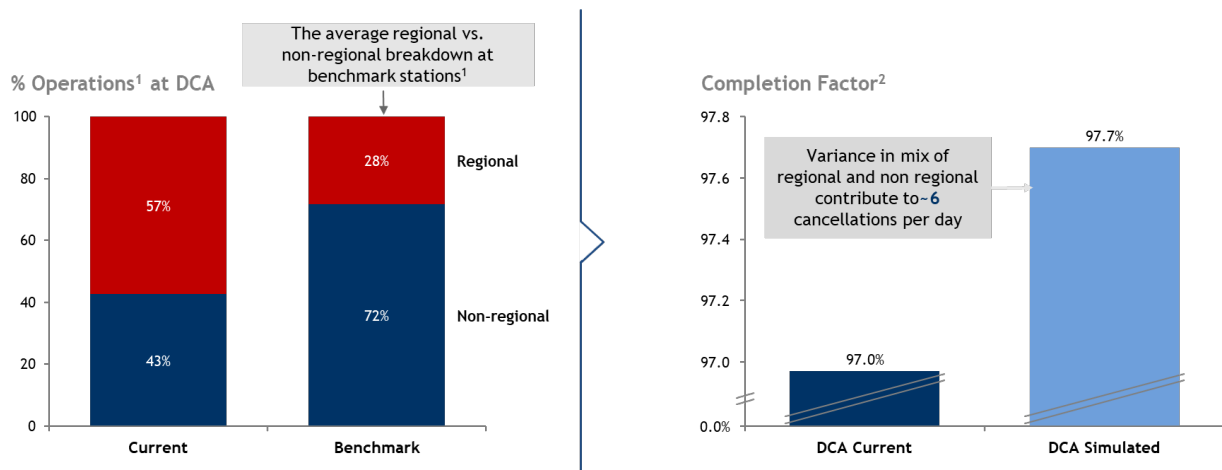 The average regional vs.
non-regional breakdown at
benchmark stations¹
% Operations¹ at DCA
100
80
60
40
20
0
57%
43%
28%
72%
Regional
Non-regional
Current
Benchmark
Completion Factor²
97.8
97.6
97.4
97.2
97.0
0.0%
Variance in mix of
regional and non regional
contribute to~6
cancellations per day
97.0%
97.7%
DCA Current
DCA Simulated